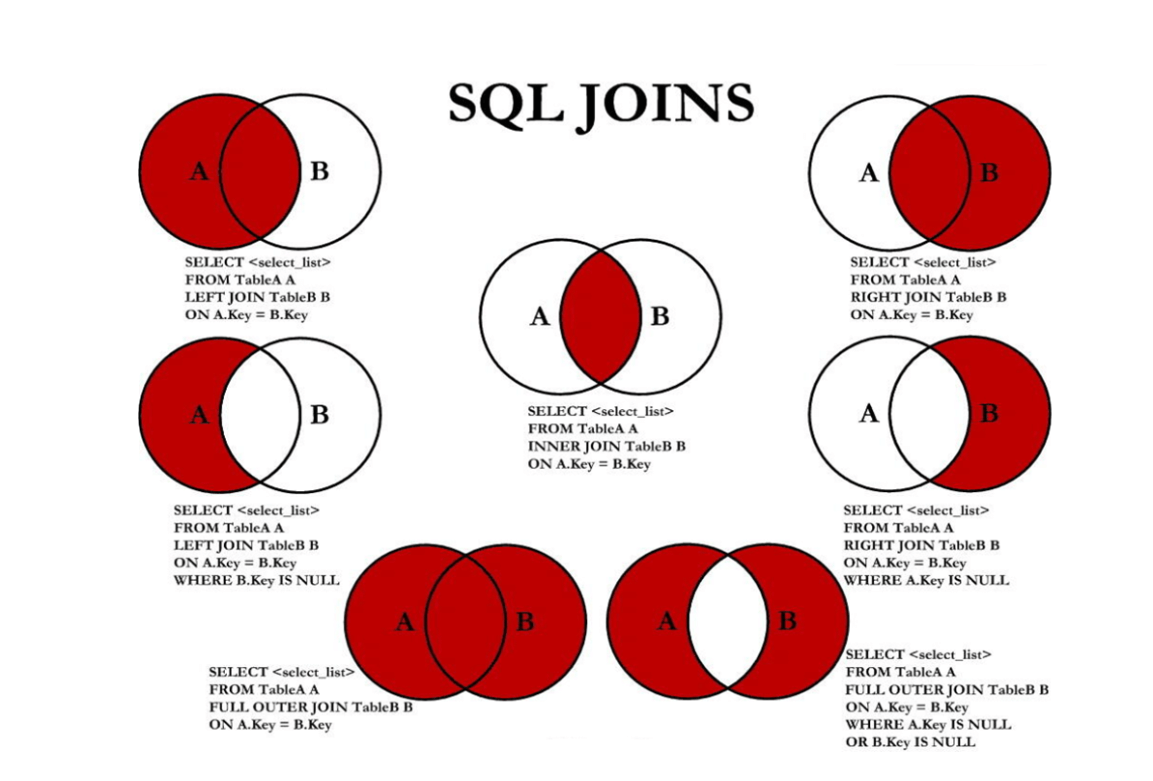 SQL JOINS
A
B
SELECT <select_list>
FROM TableA A
LEFT JOIN TableB B
ON A.Key = B.Key
A
B
SELECT <select_list>
FROM TableA A
RIGHT JOIN TableB B
ON A.Key = B.Key
A
B
SELECT <select_list>
FROM TableA A
INNER JOIN TableB B
ON A.Key = B.Key
A
B
SELECT <select_list>
FROM TableA A
LEFT JOIN TableB B
ON A.Key = B.Key
WHERE B.Key IS NULL
A
B
SELECT <select_list>
FROM TableA A
RIGHT JOIN TableB B
ON A.Key = B.Key
WHERE A.Key IS NULL
A
B
SELECT <select_list>
FROM TableA A
FULL OUTER JOIN TableB B
ON A.Key = B.Key
A
B
SELECT <select_list>
FROM TableA A
FULL OUTER JOIN TableB B
ON A.Key = B.Key
WHERE A.Key IS NULL
OR B.Key IS NULL